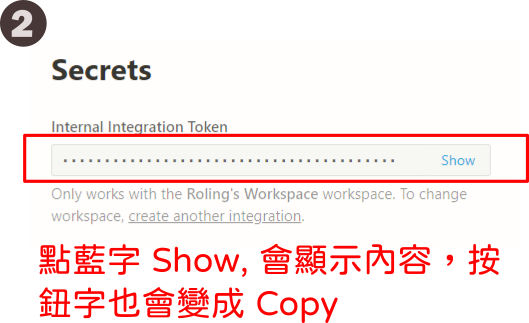 2
Secrets
Internal Integration Token
••••••••••••••••••••••••••••••••••••••••• Show
Only works with the Roling's Workspace workspace. To change
workspace, create another integration.
點藍字 Show, 會顯示內容，按
鈕字也會變成 Copy